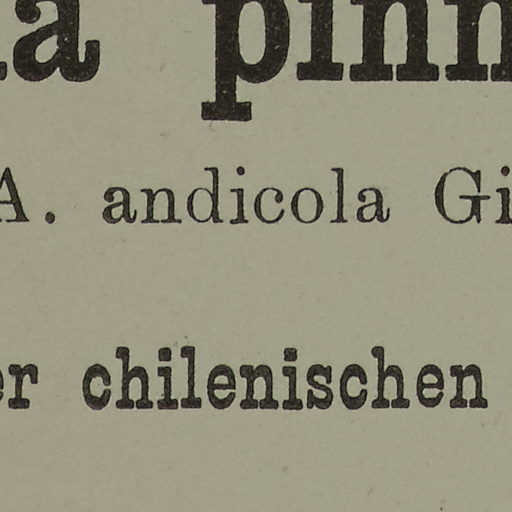 a pinn
A. andicola Gi
er chilenischen